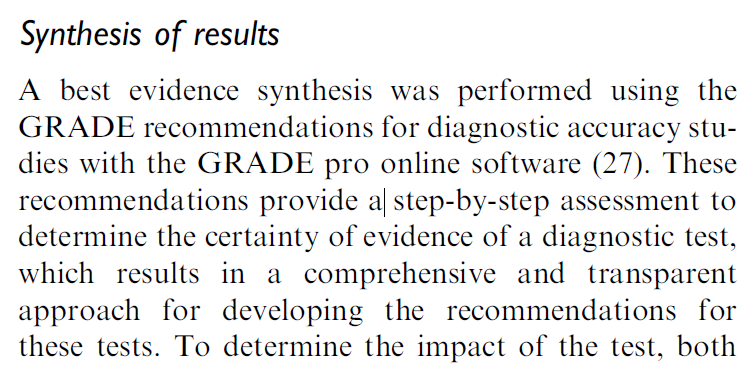 Synthesis of results
A best evidence synthesis was performed using the
GRADE recommendations for diagnostic accuracy stu-
dies with the GRADE pro online software (27). These
recommendations provide a step-by-step assessment to
determine the certainty of evidence of a diagnostic test,
which results in a comprehensive and transparent
approach for developing the recommendations for
these tests. To determine the impact of the test, both